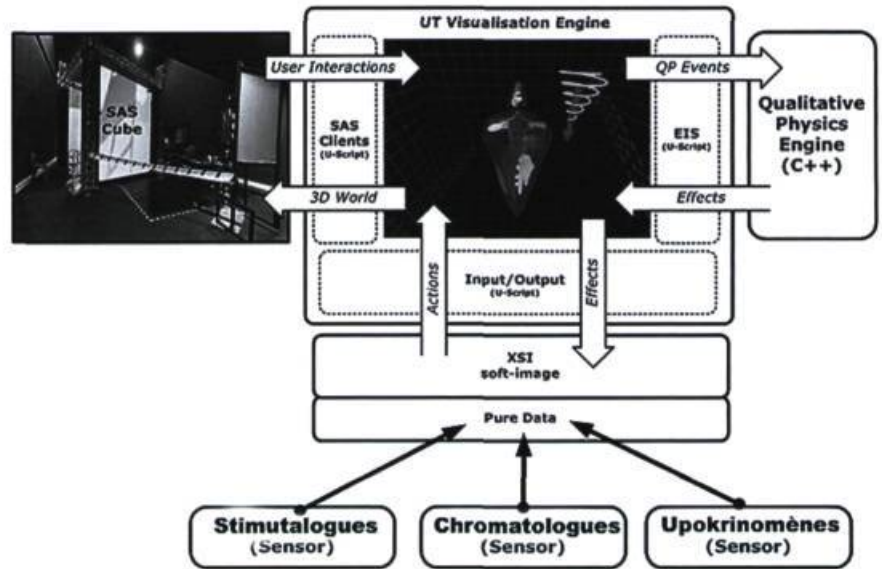 UT Visualisation Engine
User Interactions
QP Events
SAS
Cube
SAS
Clients
(U-Script)
EIS
(U-Script)
Qualitative
Physics
Engine
(C++)
3D World
Effects
Input/Output
(U-Script)
Actions
Effects
XSI
soft-image
Pure Data
Stimutalogues
(Sensor)
Chromatologues
(Sensor)
Upokrinomènes
(Sensor)